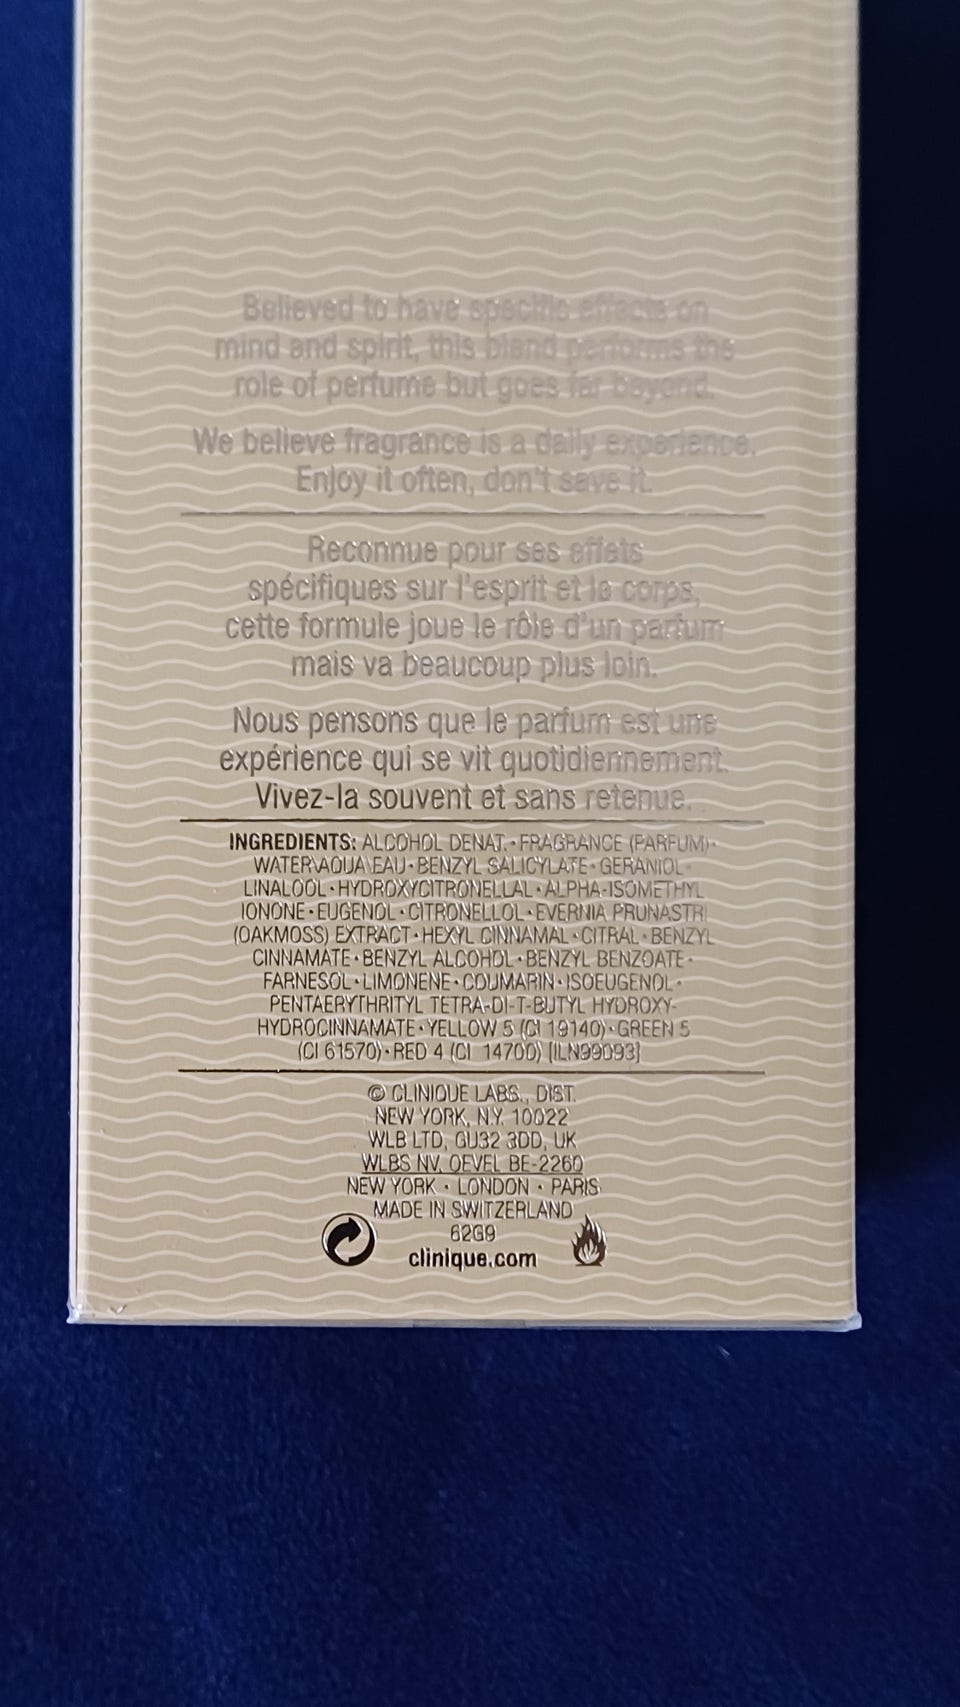 Believed to have specific effects on
mind and spirit, this blend performs the
role of perfume but goes far beyond.
We believe fragrance is a daily experience.
Enjoy it often, don't save it.
Reconnue pour ses effets
spécifiques sur l'esprit et le corps,
cette formule joue le rôle d'un parfum
mais va beaucoup plus loin.
Nous pensons que le parfum est une
expérience qui se vit quotidiennement.
Vivez-la souvent et sans retenue.
INGREDIENTS: ALCOHOL DENAT. • FRAGRANCE (PARFUM) •
WATER\AQUA\EAU • BENZYL SALICYLATE • GERANIOL •
LINALOOL • HYDROXYCITRONELLAL • ALPHA-ISOMETHYL
IONONE • EUGENOL • CITRONELLOL • EVERNIA PRUNASTRI
(OAKMOSS) EXTRACT • HEXYL CINNAMAL • CITRAL • BENZYL
CINNAMATE • BENZYL ALCOHOL • BENZYL BENZOATE •
FARNESOL • LIMONENE • COUMARIN • ISOEUGENOL •
PENTAERYTHRITYL TETRA-DI-T-BUTYL HYDROXY-
HYDROCINNAMATE • YELLOW 5 (CI 19140) • GREEN 5
(CI 61570) • RED 4 (CI 14700) [ILN99093]
© CLINIQUE LABS., DIST.
NEW YORK, N.Y. 10022
WLB LTD, GU32 3DD, UK
WLBS NV, OEVEL BE-2260
NEW YORK • LONDON • PARIS
MADE IN SWITZERLAND
62G9
clinique.com